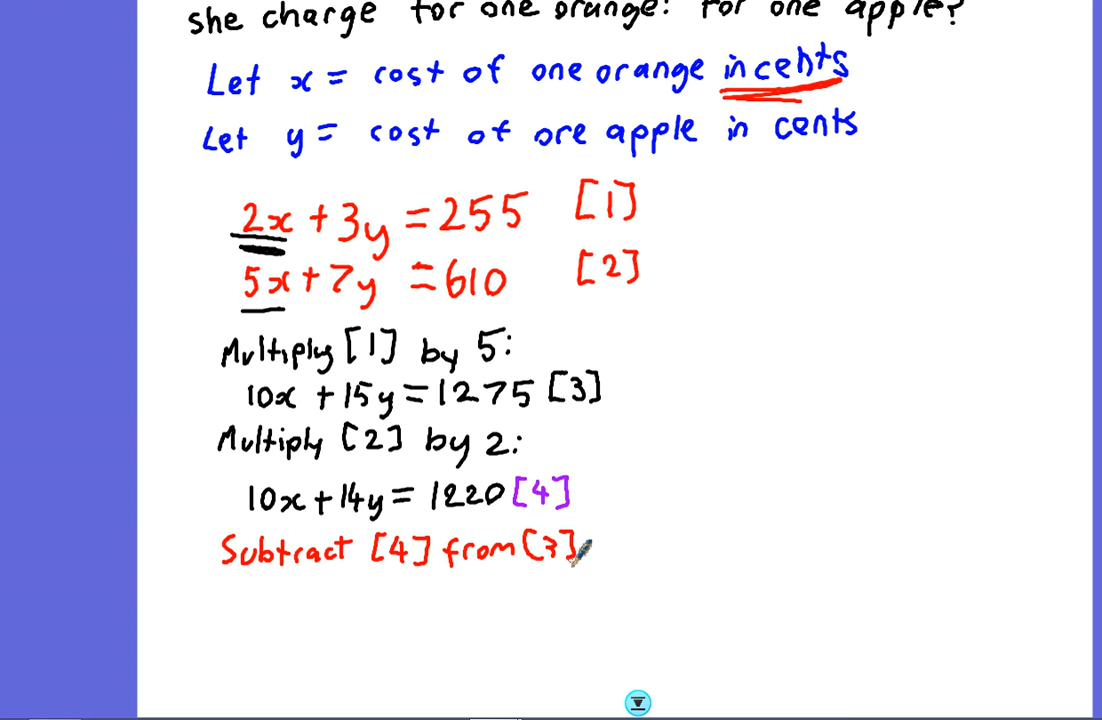 she charge for one orange? For one apple?
Let x = cost of one orange in cents
Let y = cost of one apple in cents
2x + 3y = 255 [1]
5x + 7y = 610 [2]
Multiply [1] by 5:
10x + 15y = 1275 [3]
Multiply [2] by 2:
10x + 14y = 1220 [4]
Subtract [4] from [3]